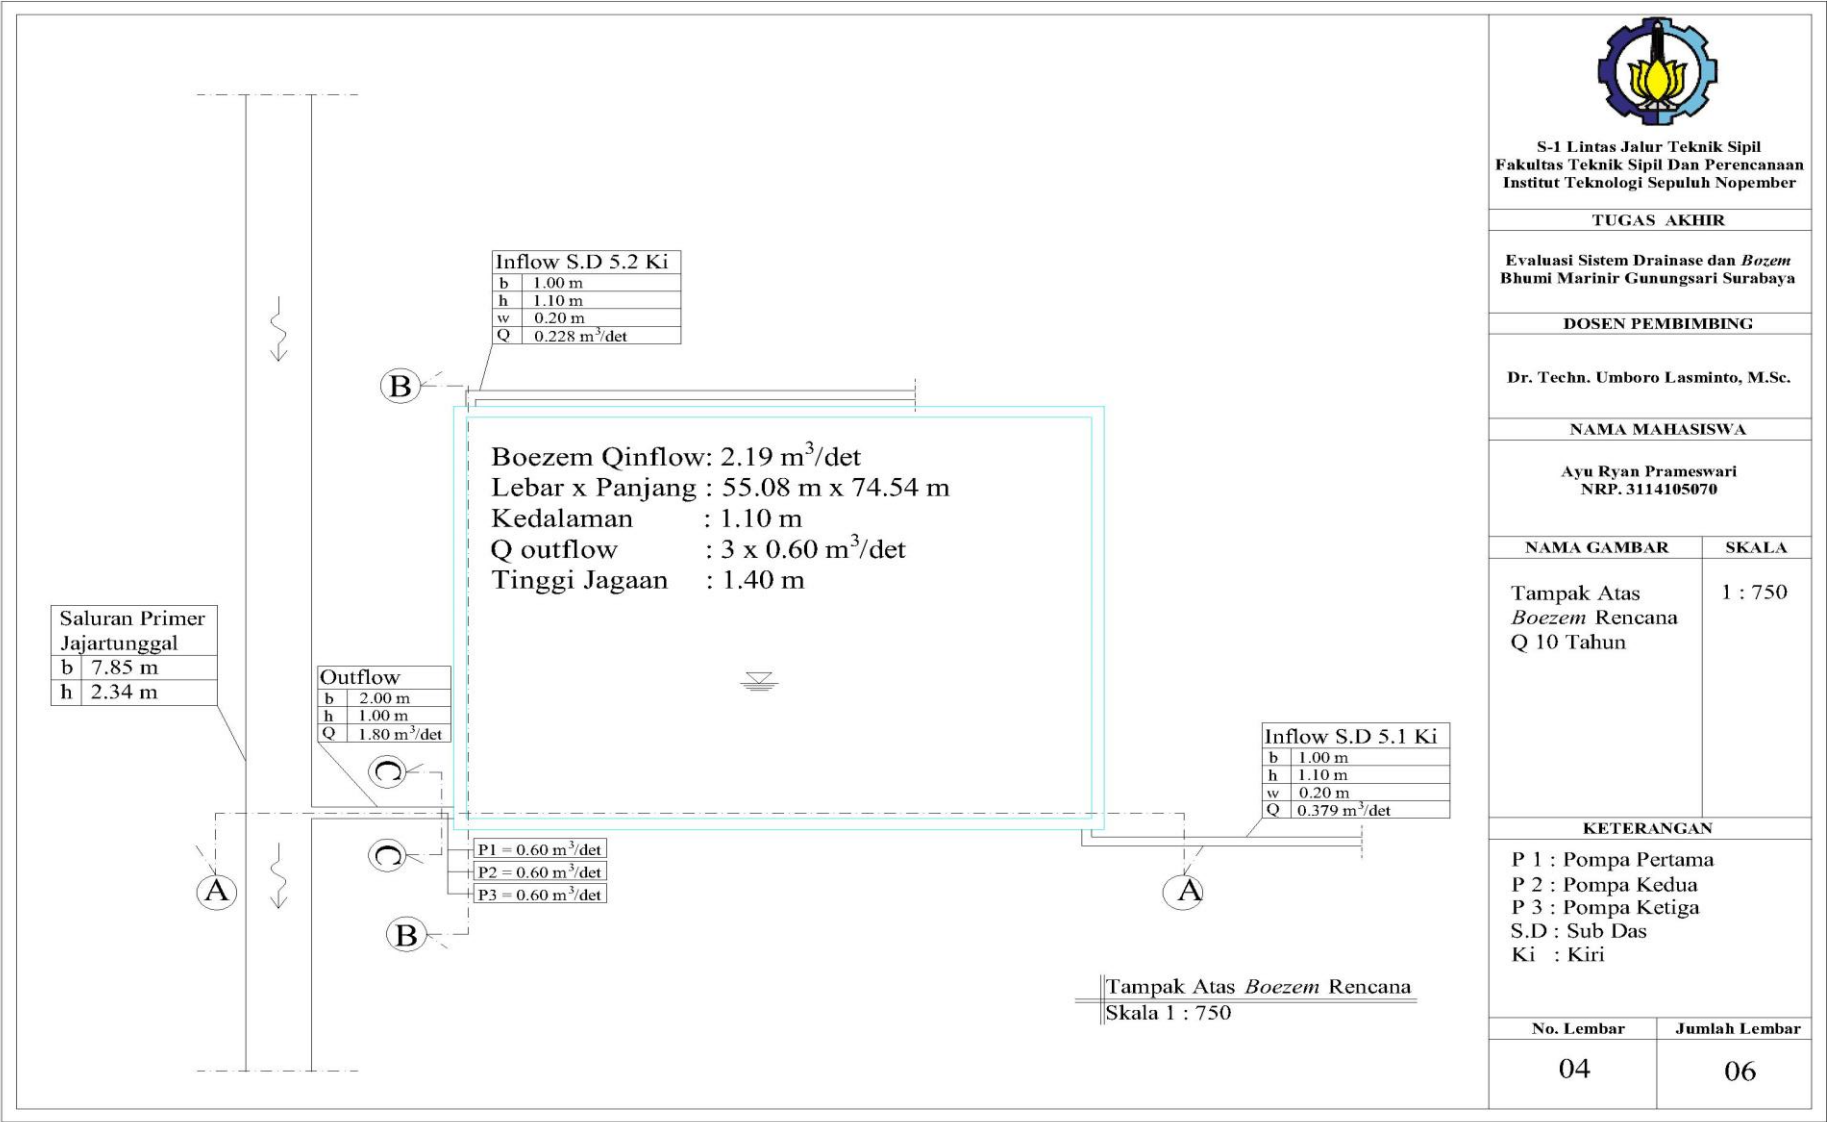 Inflow S.D 5.2 Ki
b 1.00 m
h 1.10 m
w 0.20 m
Q 0.228 m³/det
B
Boezem Qinflow: 2.19 m³/det
Lebar x Panjang : 55.08 m x 74.54 m
Kedalaman : 1.10 m
Q outflow : 3 x 0.60 m³/det
Tinggi Jagaan : 1.40 m
Saluran Primer
Jajartunggal
b 7.85 m
h 2.34 m
Outflow
b 2.00 m
h 1.00 m
Q 1.80 m³/det
C
Inflow S.D 5.1 Ki
b 1.00 m
h 1.10 m
w 0.20 m
Q 0.379 m³/det
C
P1 = 0.60 m³/det
P2 = 0.60 m³/det
P3 = 0.60 m³/det
A
A
B
Tampak Atas Boezem Rencana
Skala 1 : 750
S-1 Lintas Jalur Teknik Sipil
Fakultas Teknik Sipil Dan Perencanaan
Institut Teknologi Sepuluh Nopember
TUGAS AKHIR
Evaluasi Sistem Drainase dan Bozem
Bhumi Marinir Gunungsari Surabaya
DOSEN PEMBIMBING
Dr. Techn. Umboro Lasminto, M.Sc.
NAMA MAHASISWA
Ayu Ryan Prameswari
NRP. 3114105070
NAMA GAMBAR SKALA
Tampak Atas 1 : 750
Boezem Rencana
Q 10 Tahun
KETERANGAN
P 1 : Pompa Pertama
P 2 : Pompa Kedua
P 3 : Pompa Ketiga
S.D : Sub Das
Ki : Kiri
No. Lembar Jumlah Lembar
04 06